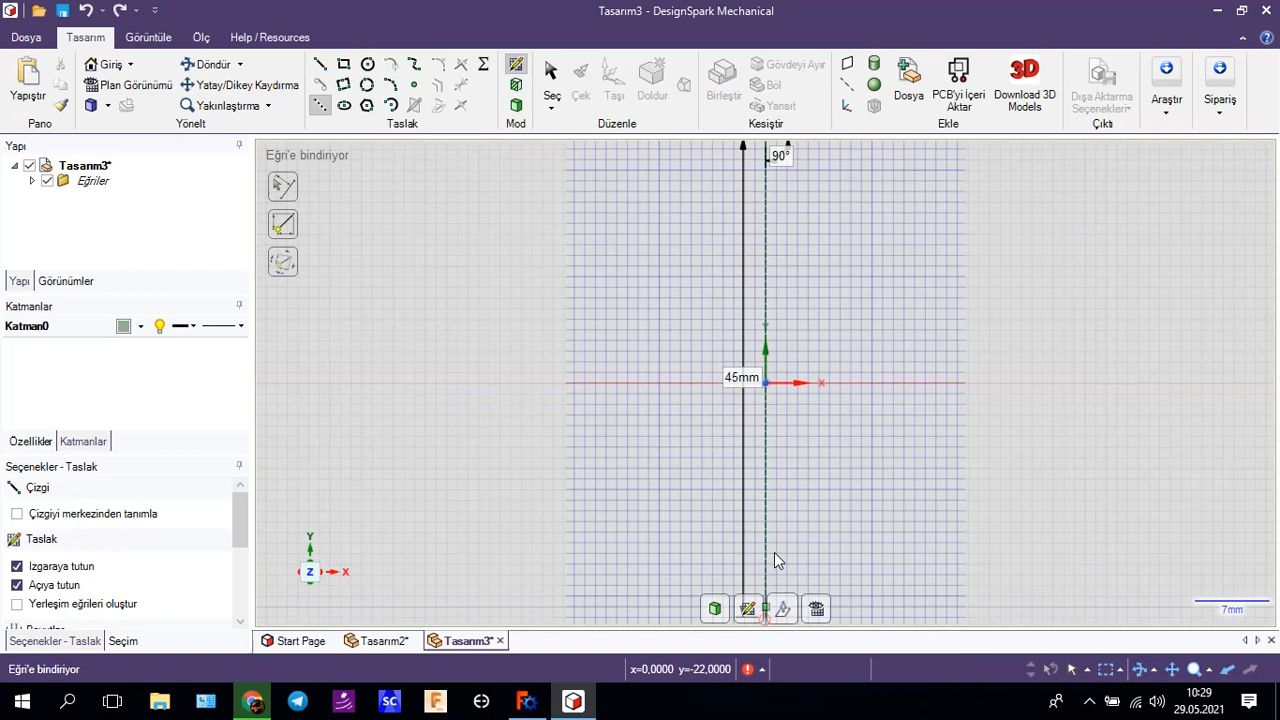 Tasarım3 - DesignSpark Mechanical
Dosya Tasarım Görüntüle Ölç Help / Resources
Yapıştır
Pano
Giriş
Plan Görünümü
Döndür
Yatay/Dikey Kaydırma
Yakınlaştırma
Yönelt
Taslak
Mod
Seç Çek Taşı Doldur
Düzenle
Birleştir
Gövdeyi Ayır
Böl
Yansıt
Kesiştir
Dosya
PCB'yi İçeri Aktar
3D
Download 3D Models
Ekle
Dışa Aktarma Seçenekleri
Çıktı
Araştır
Sipariş
Yapı
Tasarım3*
Eğriler
Yapı Görünümler
Katmanlar
Katman0
Özellikler Katmanlar
Seçenekler - Taslak
Çizgi
Çizgiyi merkezinden tanımla
Taslak
Izgaraya tutun
Açıya tutun
Yerleşim eğrileri oluştur
Seçenekler - Taslak Seçim
Eğri'e bindiriyor
90°
Y
45mm
X
Y
Z
X
7mm
Start Page Tasarım2* Tasarım3*
Eğri'e bindiriyor
x=0,0000 y=-22,0000
SC
F
10:29
29.05.2021